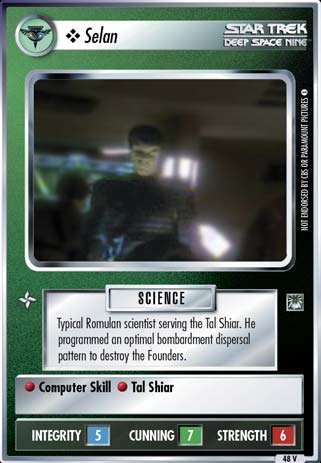 ❖ Selan
STAR TREK
DEEP SPACE NINE™
NOT ENDORSED BY CBS OR PARAMOUNT PICTURES
SCIENCE
Typical Romulan scientist serving the Tal Shiar. He
programmed an optimal bombardment dispersal
pattern to destroy the Founders.
Computer Skill Tal Shiar
INTEGRITY 5 CUNNING 7 STRENGTH 6
48 V